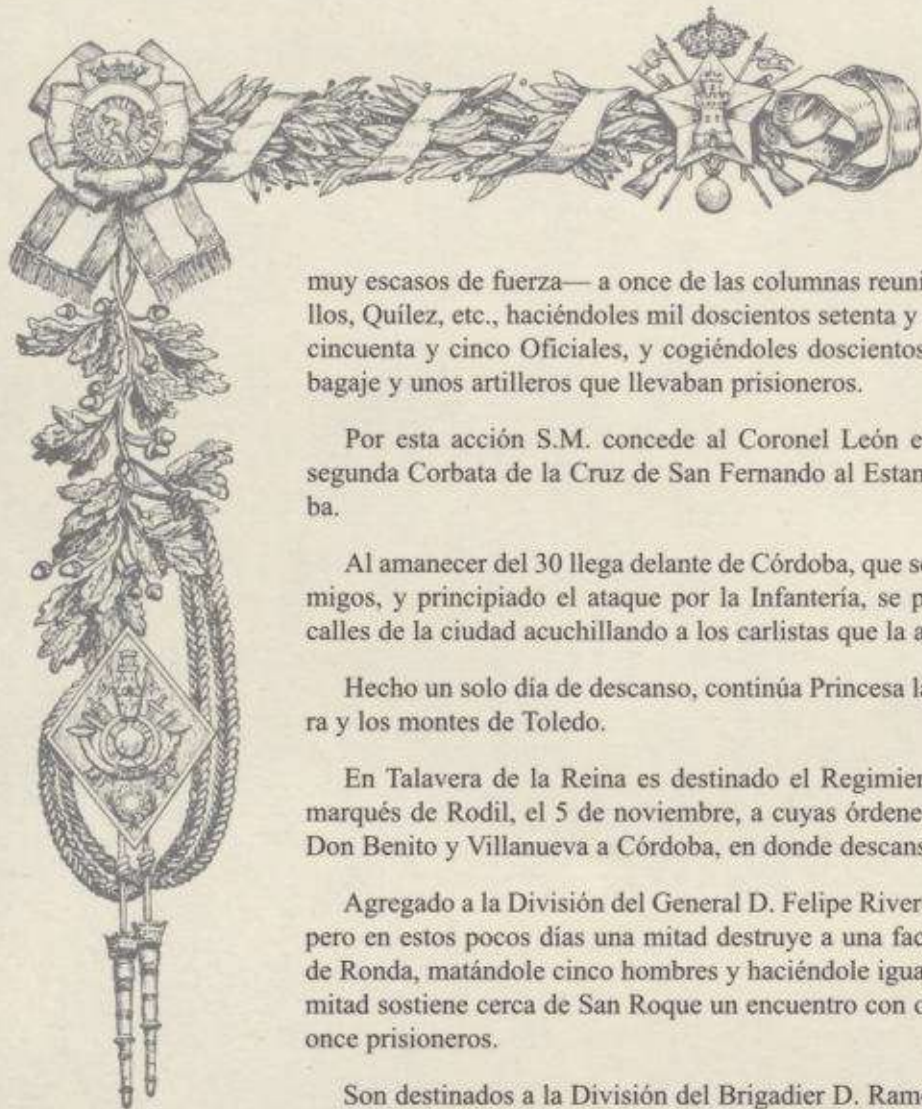 muy escasos de fuerza— a once de las columnas reuni
llos, Quílez, etc., haciéndoles mil doscientos setenta y
cincuenta y cinco Oficiales, y cogiéndoles doscientos
bagaje y unos artilleros que llevaban prisioneros.
Por esta acción S.M. concede al Coronel León e
segunda Corbata de la Cruz de San Fernando al Estan
ba.
Al amanecer del 30 llega delante de Córdoba, que s
migos, y principiado el ataque por la Infantería, se p
calles de la ciudad acuchillando a los carlistas que la a
Hecho un solo día de descanso, continúa Princesa la
ra y los montes de Toledo.
En Talavera de la Reina es destinado el Regimien
marqués de Rodil, el 5 de noviembre, a cuyas órdene
Don Benito y Villanueva a Córdoba, en donde descans
Agregado a la División del General D. Felipe River
pero en estos pocos días una mitad destruye a una fac
de Ronda, matándole cinco hombres y haciéndole igua
mitad sostiene cerca de San Roque un encuentro con
once prisioneros.
Son destinados a la División del Brigadier D. Ram